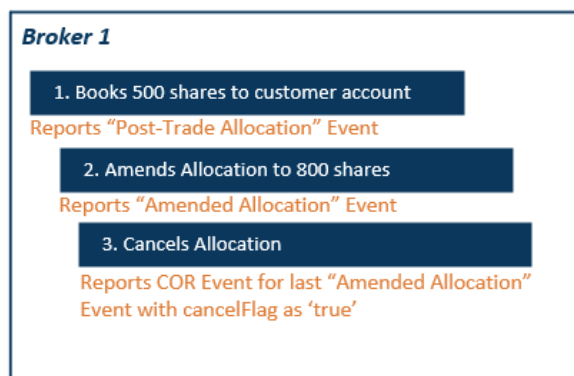 Broker 1
1. Books 500 shares to customer account
Reports “Post-Trade Allocation” Event
2. Amends Allocation to 800 shares
Reports “Amended Allocation” Event
3. Cancels Allocation
Reports COR Event for last “Amended Allocation”
Event with cancelFlag as ‘true’